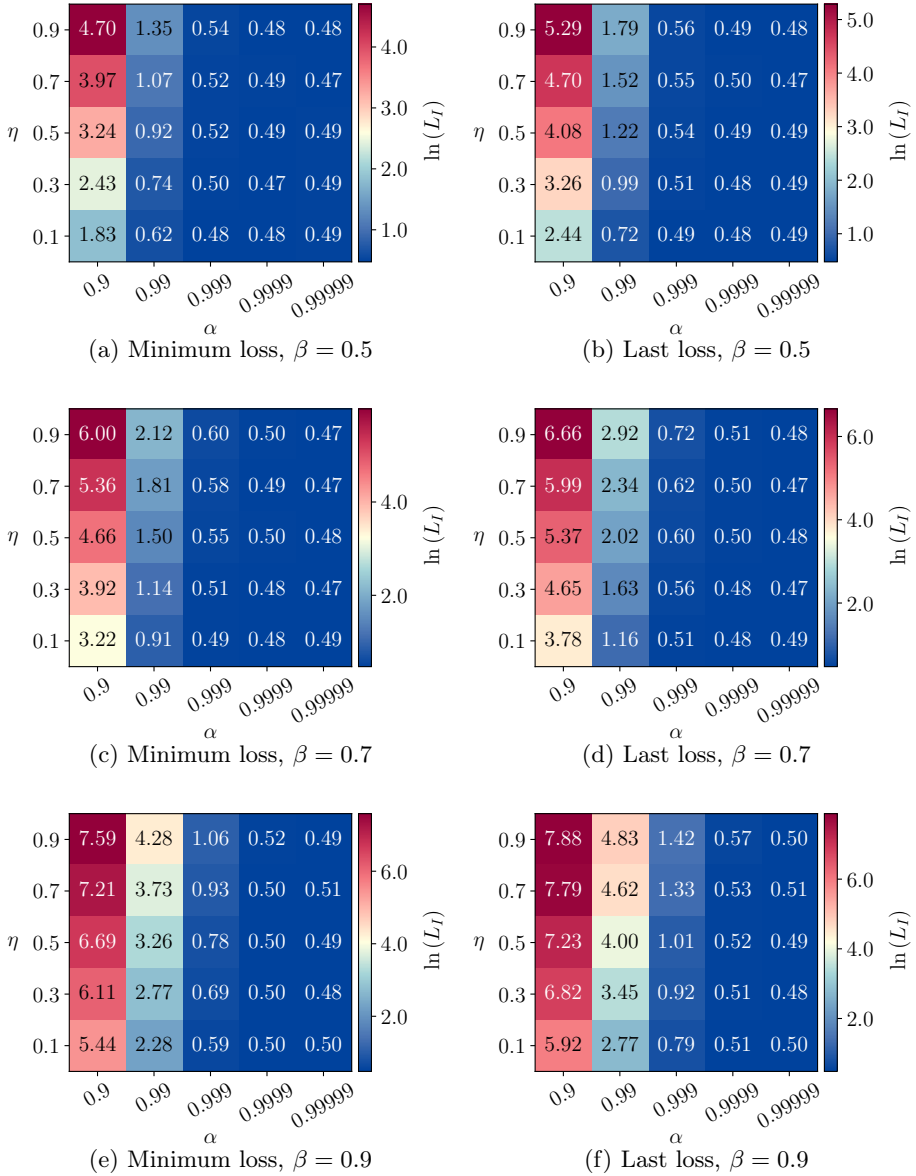 0.9 4.70 1.35 0.54 0.48 0.48
0.7 3.97 1.07 0.52 0.49 0.47
η 0.5 3.24 0.92 0.52 0.49 0.49
0.3 2.43 0.74 0.50 0.47 0.49
0.1 1.83 0.62 0.48 0.48 0.49
0.9 0.99 0.999 0.9999 0.99999
α
4.0
3.0
2.0
1.0
ln (L_I)
(a) Minimum loss, β = 0.5
0.9 5.29 1.79 0.56 0.49 0.48
0.7 4.70 1.52 0.55 0.50 0.47
η 0.5 4.08 1.22 0.54 0.49 0.49
0.3 3.26 0.99 0.51 0.48 0.49
0.1 2.44 0.72 0.49 0.48 0.49
0.9 0.99 0.999 0.9999 0.99999
α
5.0
4.0
3.0
2.0
1.0
ln (L_I)
(b) Last loss, β = 0.5
0.9 6.00 2.12 0.60 0.50 0.47
0.7 5.36 1.81 0.58 0.49 0.47
η 0.5 4.66 1.50 0.55 0.50 0.48
0.3 3.92 1.14 0.51 0.48 0.47
0.1 3.22 0.91 0.49 0.48 0.49
0.9 0.99 0.999 0.9999 0.99999
α
4.0
2.0
ln (L_I)
(c) Minimum loss, β = 0.7
0.9 6.66 2.92 0.72 0.51 0.48
0.7 5.99 2.34 0.62 0.50 0.47
η 0.5 5.37 2.02 0.60 0.50 0.48
0.3 4.65 1.63 0.56 0.48 0.47
0.1 3.78 1.16 0.51 0.48 0.49
0.9 0.99 0.999 0.9999 0.99999
α
6.0
4.0
2.0
ln (L_I)
(d) Last loss, β = 0.7
0.9 7.59 4.28 1.06 0.52 0.49
0.7 7.21 3.73 0.93 0.50 0.51
η 0.5 6.69 3.26 0.78 0.50 0.49
0.3 6.11 2.77 0.69 0.50 0.48
0.1 5.44 2.28 0.59 0.50 0.50
0.9 0.99 0.999 0.9999 0.99999
α
6.0
4.0
2.0
ln (L_I)
(e) Minimum loss, β = 0.9
0.9 7.88 4.83 1.42 0.57 0.50
0.7 7.79 4.62 1.33 0.53 0.51
η 0.5 7.23 4.00 1.01 0.52 0.49
0.3 6.82 3.45 0.92 0.51 0.48
0.1 5.92 2.77 0.79 0.51 0.50
0.9 0.99 0.999 0.9999 0.99999
α
6.0
4.0
2.0
ln (L_I)
(f) Last loss, β = 0.9